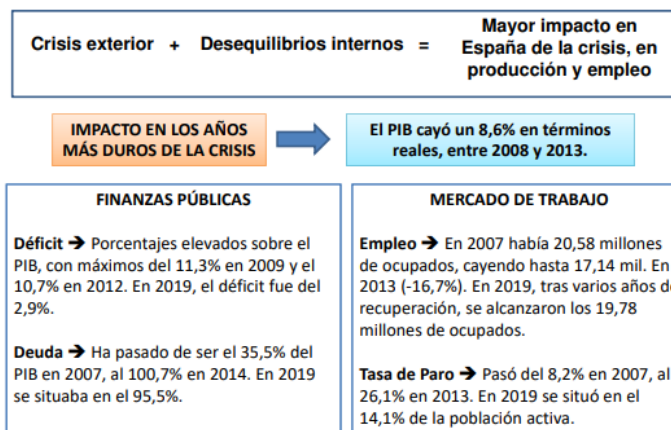 Crisis exterior + Desequilibrios internos =
Mayor impacto en
España de la crisis, en
producción y empleo
IMPACTO EN LOS AÑOS
MÁS DUROS DE LA CRISIS
El PIB cayó un 8,6% en términos
reales, entre 2008 y 2013.
FINANZAS PÚBLICAS
Déficit ➔ Porcentajes elevados sobre el
PIB, con máximos del 11,3% en 2009 y el
10,7% en 2012. En 2019, el déficit fue del
2,9%.
Deuda ➔ Ha pasado de ser el 35,5% del
PIB en 2007, al 100,7% en 2014. En 2019
se situaba en el 95,5%.
MERCADO DE TRABAJO
Empleo ➔ En 2007 había 20,58 millones
de ocupados, cayendo hasta 17,14 mil. En
2013 (-16,7%). En 2019, tras varios años d
recuperación, se alcanzaron los 19,78
millones de ocupados.
Tasa de Paro ➔ Pasó del 8,2% en 2007, al
26,1% en 2013. En 2019 se situó en el
14,1% de la población activa.